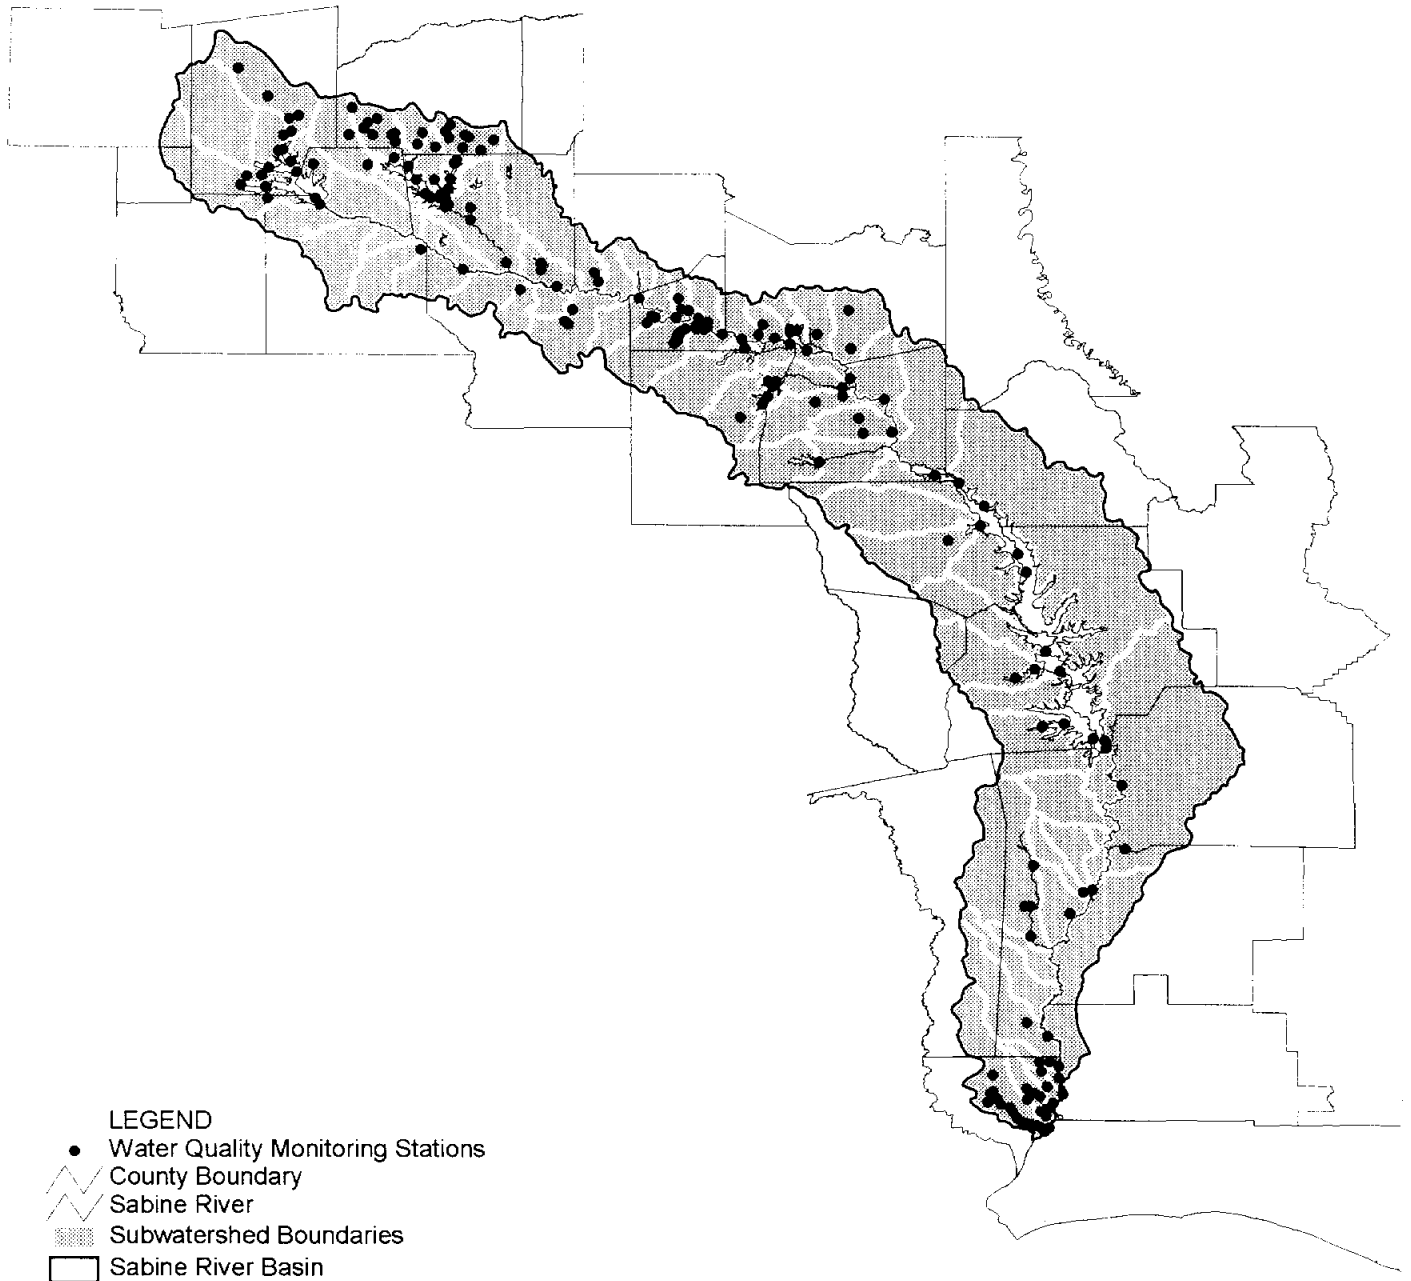 LEGEND
Water Quality Monitoring Stations
County Boundary
Sabine River
Subwatershed Boundaries
Sabine River Basin